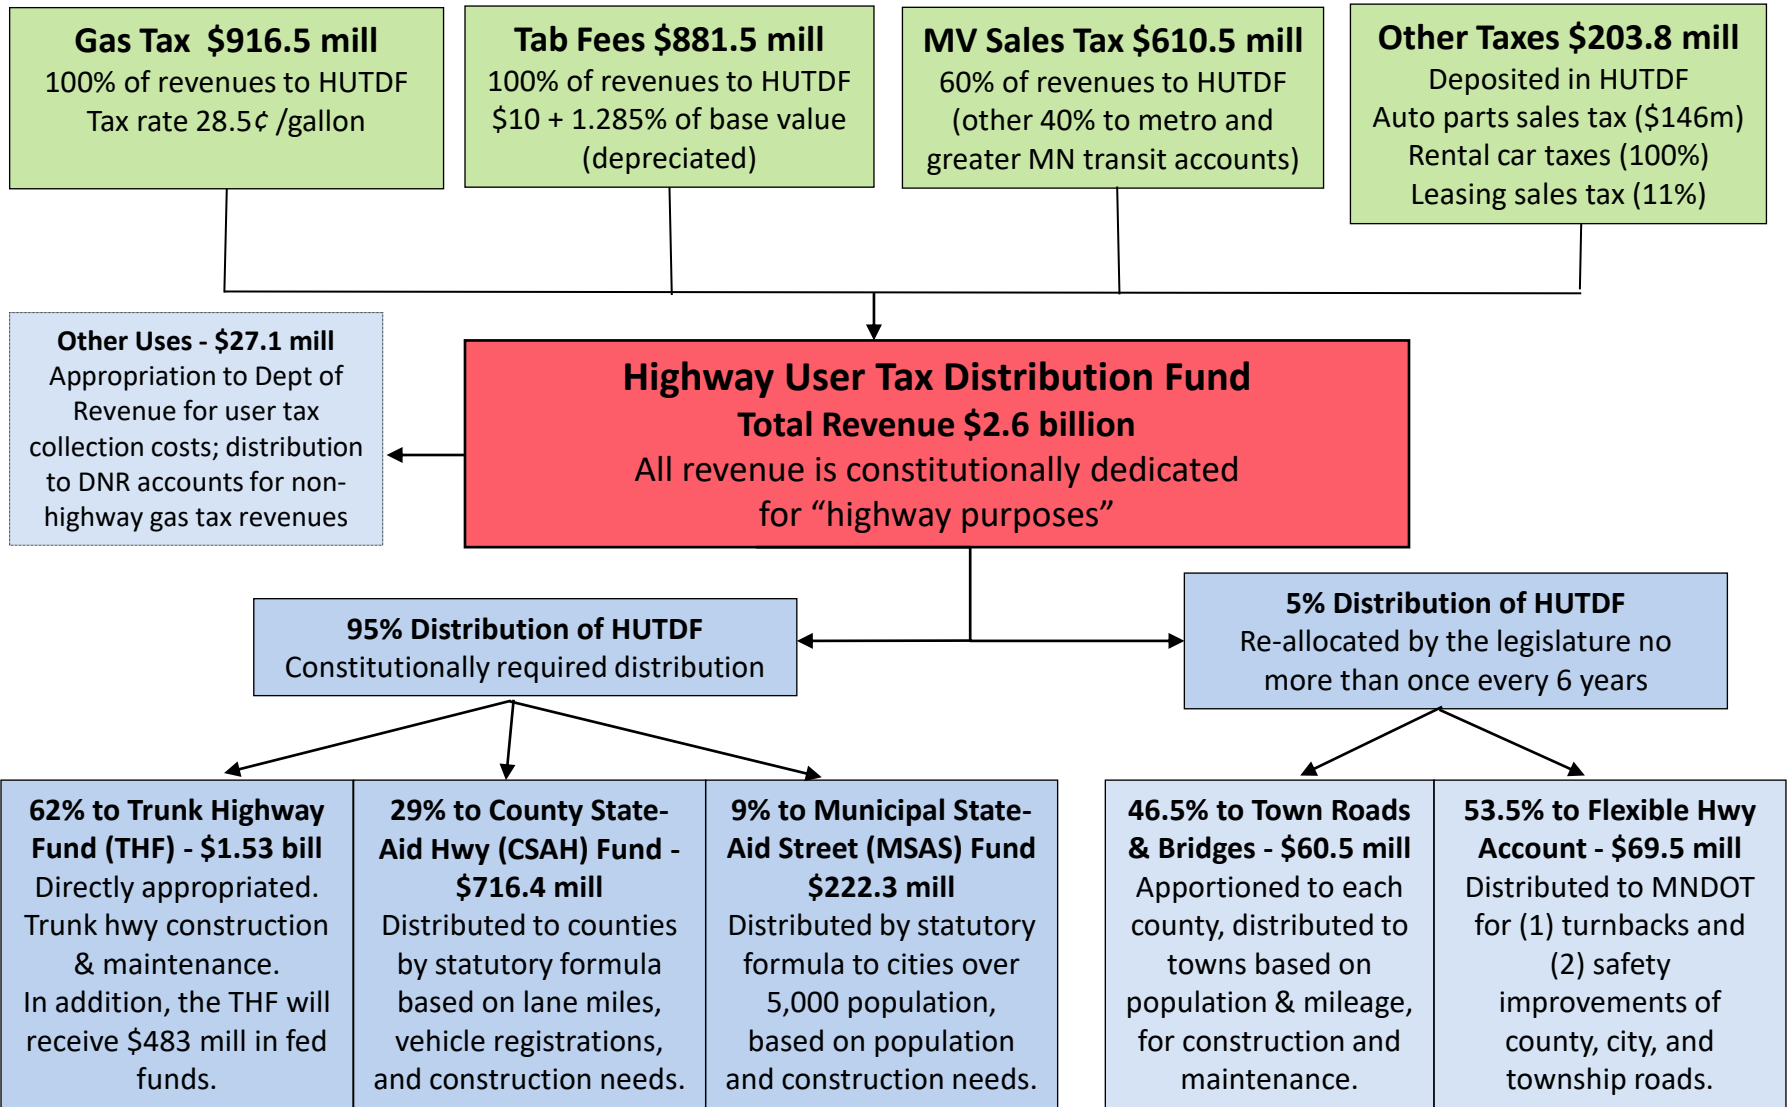 Gas Tax  $916.5 mill
100% of revenues to HUTDF
Tax rate 28.5¢ /gallon
Tab Fees $881.5 mill
100% of revenues to HUTDF
$10 + 1.285% of base value
(depreciated)
MV Sales Tax $610.5 mill
60% of revenues to HUTDF
(other 40% to metro and
greater MN transit accounts)
Other Taxes $203.8 mill
Deposited in HUTDF
Auto parts sales tax ($146m)
Rental car taxes (100%)
Leasing sales tax (11%)
Other Uses - $27.1 mill
Appropriation to Dept of
Revenue for user tax
collection costs; distribution
to DNR accounts for non-
highway gas tax revenues
Highway User Tax Distribution Fund
Total Revenue $2.6 billion
All revenue is constitutionally dedicated
for “highway purposes”
95% Distribution of HUTDF
Constitutionally required distribution
5% Distribution of HUTDF
Re-allocated by the legislature no
more than once every 6 years
62% to Trunk Highway
Fund (THF) - $1.53 bill
Directly appropriated.
Trunk hwy construction
& maintenance.
In addition, the THF will
receive $483 mill in fed
funds.
29% to County State-
Aid Hwy (CSAH) Fund -
$716.4 mill
Distributed to counties
by statutory formula
based on lane miles,
vehicle registrations,
and construction needs.
9% to Municipal State-
Aid Street (MSAS) Fund
$222.3 mill
Distributed by statutory
formula to cities over
5,000 population,
based on population
and construction needs.
46.5% to Town Roads
& Bridges - $60.5 mill
Apportioned to each
county, distributed to
towns based on
population & mileage,
for construction and
maintenance.
53.5% to Flexible Hwy
Account - $69.5 mill
Distributed to MNDOT
for (1) turnbacks and
(2) safety
improvements of
county, city, and
township roads.